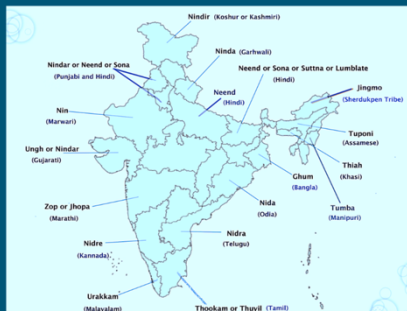 Nindir (Koshur or Kashmiri)
Nindar or Neend or Sona
(Punjabi and Hindi)
Ninda (Garhwali)
Neend or Sona or Suttna or Lumblate
(Hindi)
Neend
(Hindi)
Jingmo
(Sherdukpen Tribe)
Nin
(Marwari)
Tuponi
(Assamese)
Ungh or Nindar
(Gujarati)
Thiah
(Khasi)
Ghum
(Bangla)
Tumba
(Manipuri)
Zop or Jhopa
(Marathi)
Nida
(Odia)
Nidra
(Telugu)
Nidre
(Kannada)
Urakkam
(Malayalam)
Thookam or Thuyil (Tamil)